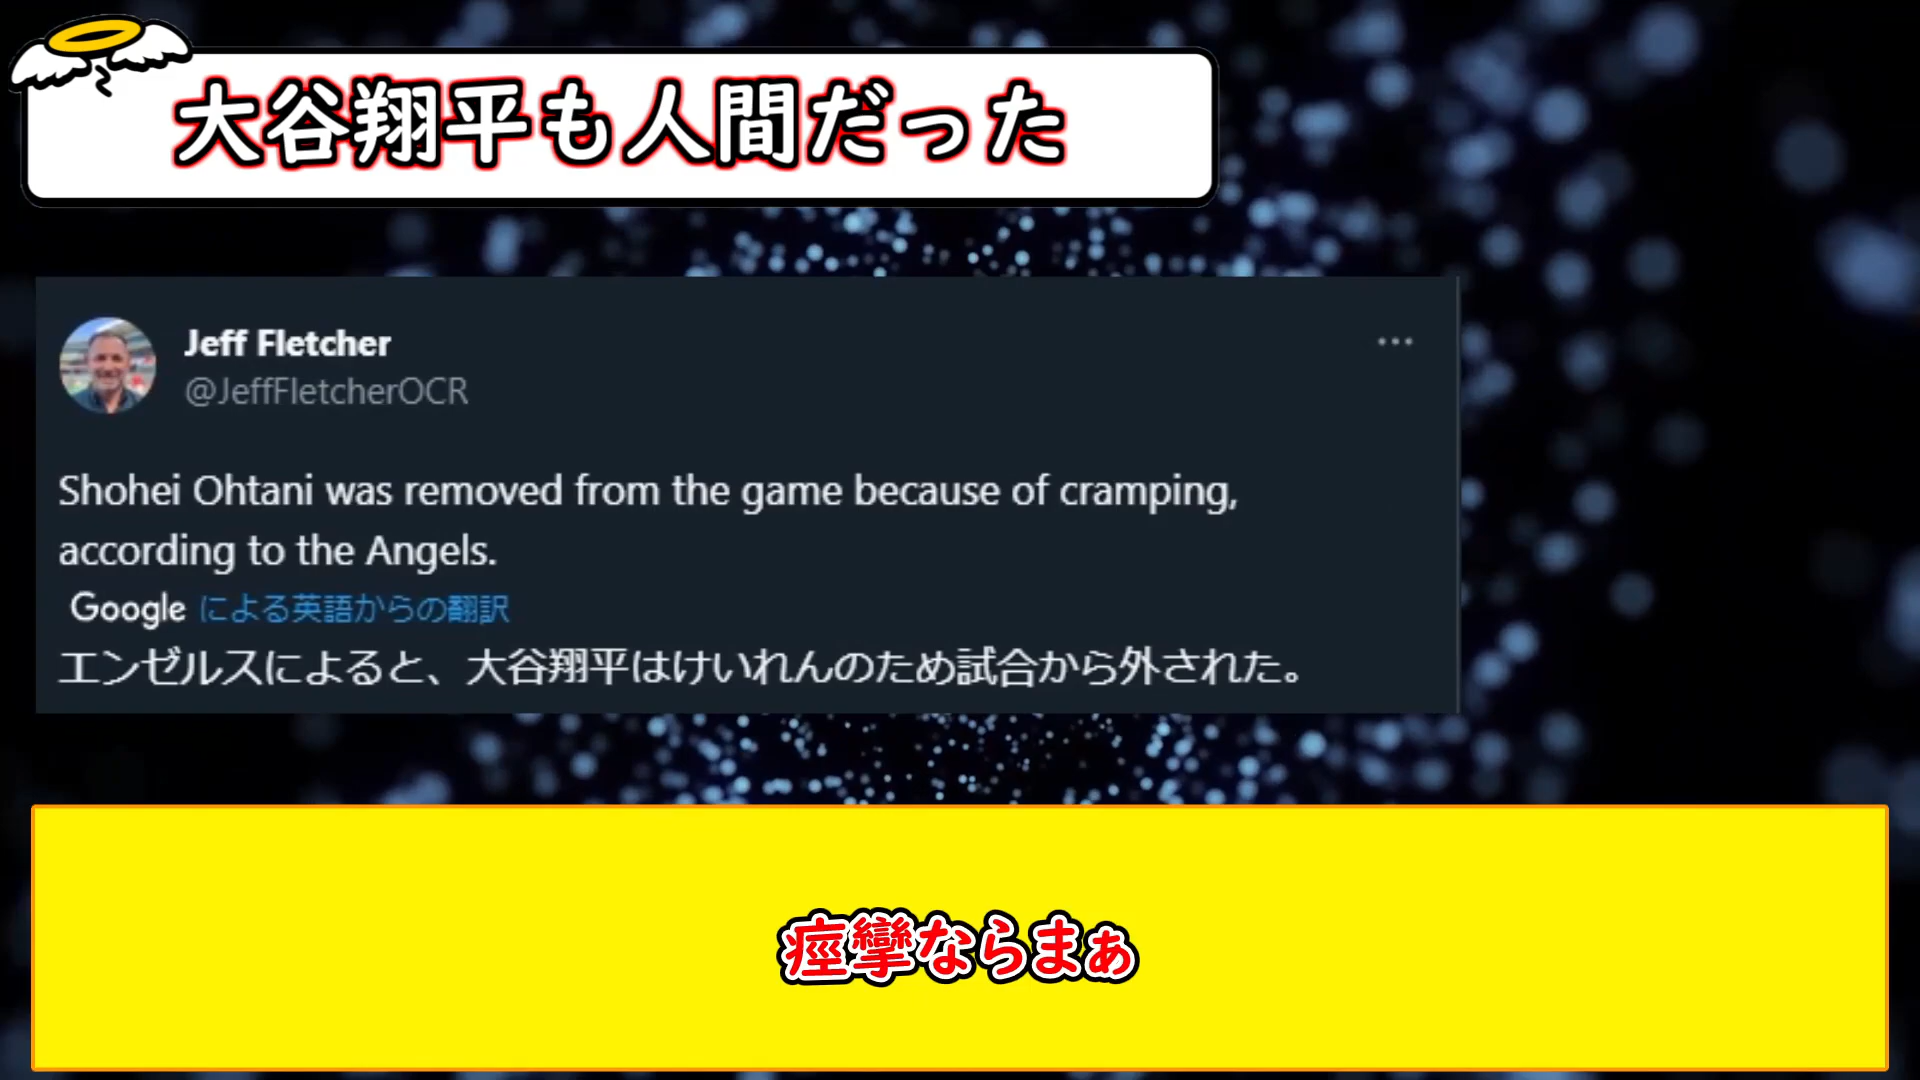 大谷翔平も人間だった
Jeff Fletcher
@JeffFletcherOCR
Shohei Ohtani was removed from the game because of cramping,
according to the Angels.
Google による英語からの翻訳
エンゼルスによると、大谷翔平はけいれんのため試合から外された。
痙攣ならまぁ